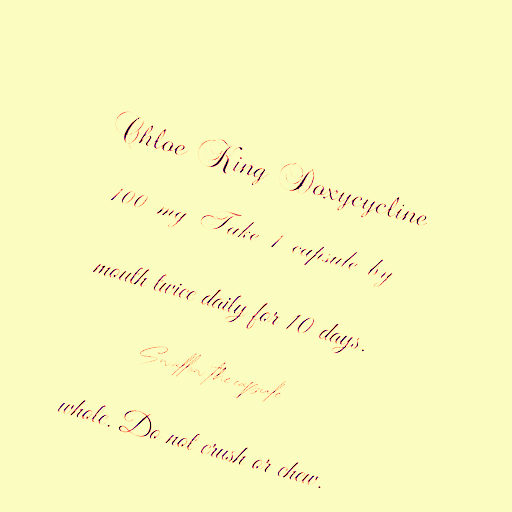 Chloe King Doxycycline
100 mg Take 1 capsule by
mouth twice daily for 10 days.
the capsule
whole. Do not crush or chew.